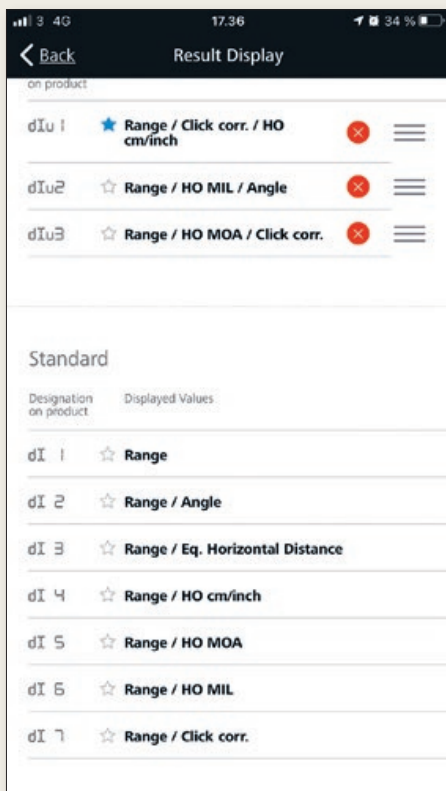 3 4G 17.36 34 %
Back Result Display
on product
dIu 1 Range / Click corr. / HO
cm/inch
dIu2 Range / HO MIL / Angle
dIu3 Range / HO MOA / Click corr.
Standard
Designation Displayed Values
on product
dI 1 Range
dI 2 Range / Angle
dI 3 Range / Eq. Horizontal Distance
dI 4 Range / HO cm/inch
dI 5 Range / HO MOA
dI 6 Range / HO MIL
dI 7 Range / Click corr.